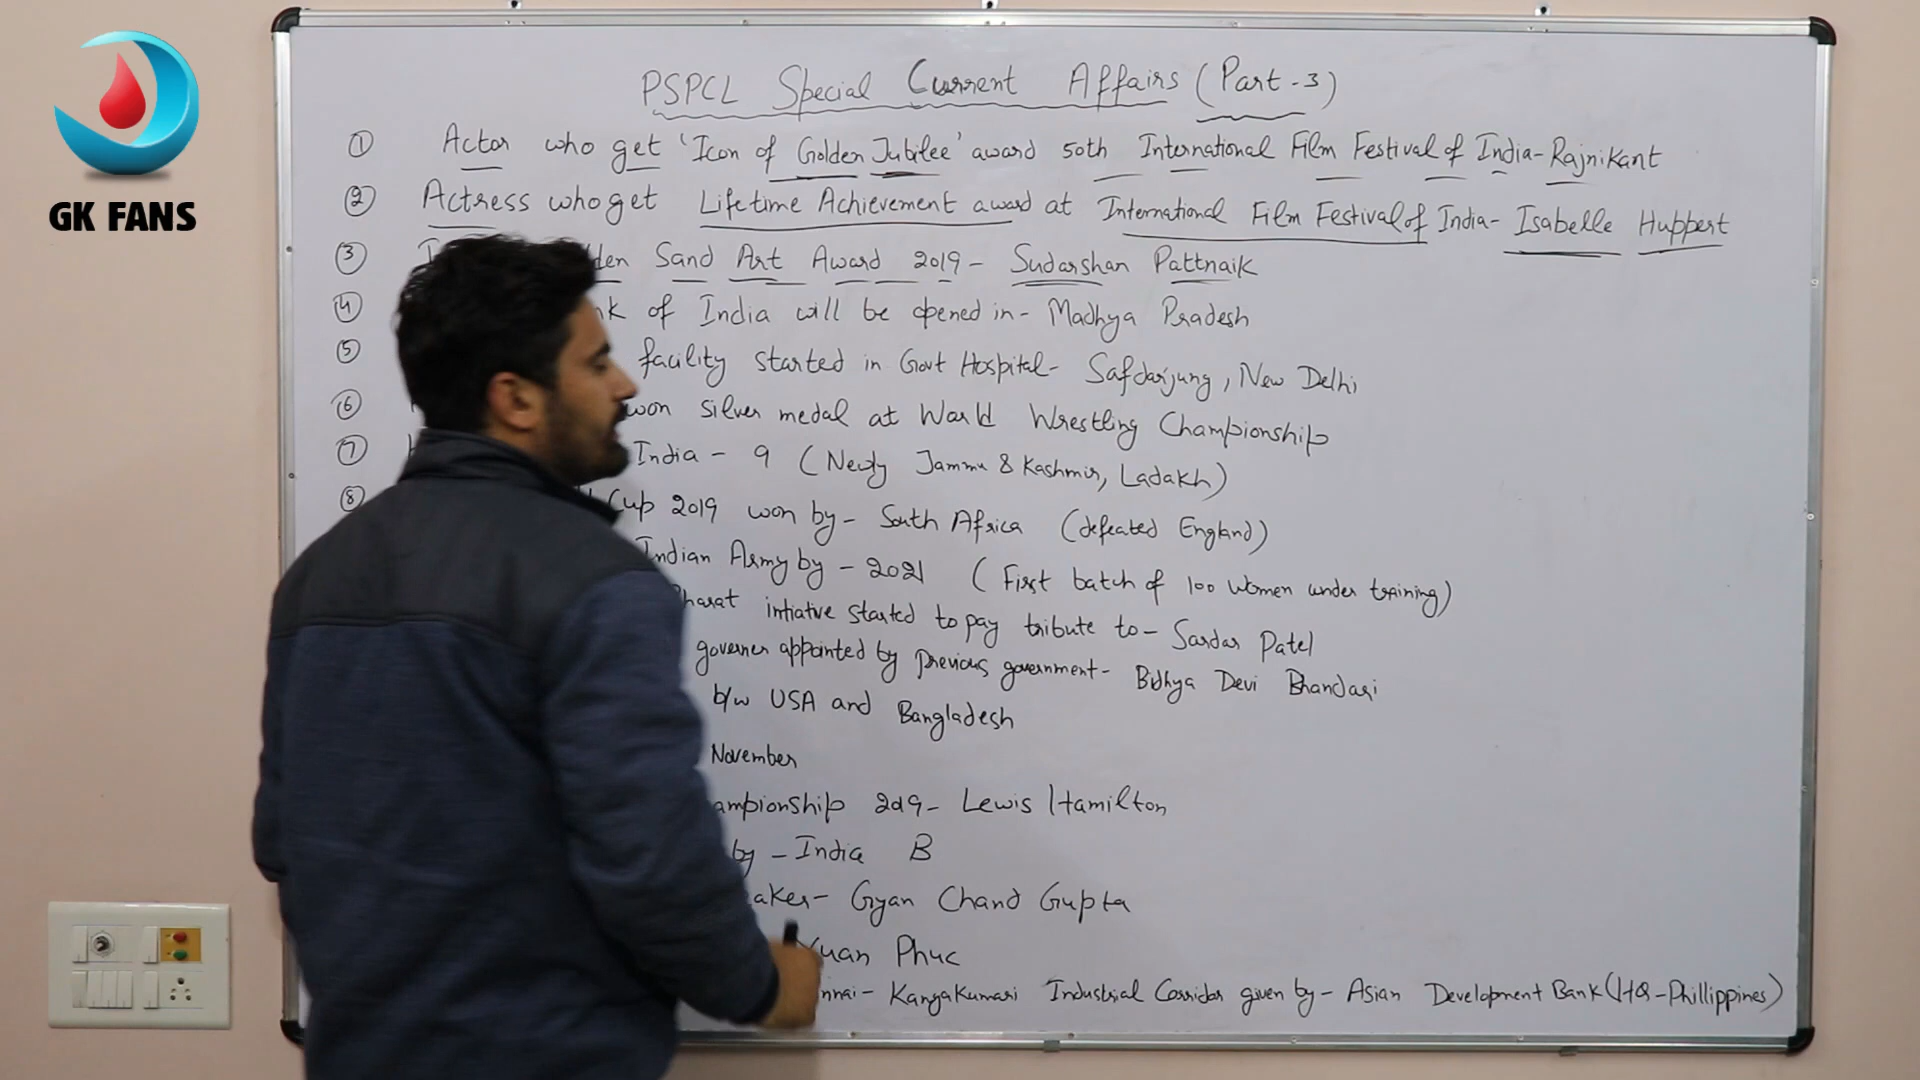 GK FANS
PSPCL Special Current Affairs (Part-3)
① Actor who get 'Icon of Golden Jubilee' award 50th International Film Festival of India- Rajnikant
② Actress who get Lifetime Achievement award at International Film Festival of India- Isabelle Huppert
③ Sand Art Award 2019- Sudarshan Pattnaik
④ of India will be opened in- Madhya Pradesh
⑤ facility started in Govt Hospital- Safdarjung, New Delhi
⑥ won silver medal at World Wrestling Championship
⑦ India - 9 (Newly Jammu & Kashmir, Ladakh)
⑧ Cup 2019 won by- South Africa (defeated England)
Indian Army by - 2021 (First batch of 100 women under training)
Bharat intiative started to pay tribute to- Sardar Patel
governer appointed by previous government- Bidhya Devi Bhandari
b/w USA and Bangladesh
November
ampionship 2019- Lewis Hamilton
by - India B
eaker- Gyan Chand Gupta
Xuan Phuc
nnai- Kanyakumari Industrial Corridor given by- Asian Development Bank (HQ-Phillippines)